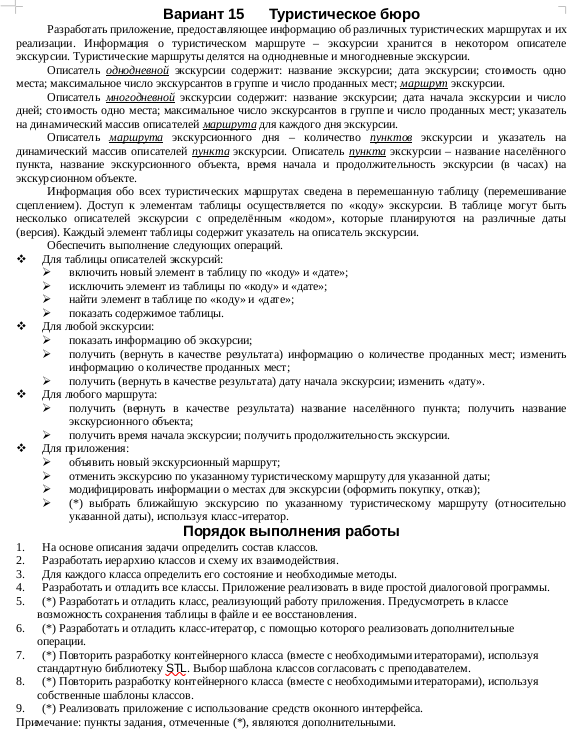 Вариант 15 Туристическое бюро
Разработать приложение, предоставляющее информацию об различных туристических маршрутах и их
реализации. Информация о туристическом маршруте – экскурсии хранится в некотором описателе
экскурсии. Туристические маршруты делятся на однодневные и многодневные экскурсии.
Описатель однодневной экскурсии содержит: название экскурсии; дата экскурсии; стоимость одно
места; максимальное число экскурсантов в группе и число проданных мест; маршрут экскурсии.
Описатель многодневной экскурсии содержит: название экскурсии; дата начала экскурсии и число
дней; стоимость одно места; максимальное число экскурсантов в группе и число проданных мест; указатель
на динамический массив описателей маршрута для каждого дня экскурсии.
Описатель маршрута экскурсионного дня – количество пунктов экскурсии и указатель на
динамический массив описателей пункта экскурсии. Описатель пункта экскурсии – название населённого
пункта, название экскурсионного объекта, время начала и продолжительность экскурсии (в часах) на
экскурсионном объекте.
Информация обо всех туристических маршрутах сведена в перемешанную таблицу (перемешивание
сцеплением). Доступ к элементам таблицы осуществляется по «коду» экскурсии. В таблице могут быть
несколько описателей экскурсии с определённым «кодом», которые планируются на различные даты
(версия). Каждый элемент таблицы содержит указатель на описатель экскурсии.
Обеспечить выполнение следующих операций.
❖ Для таблицы описателей экскурсий:
➢ включить новый элемент в таблицу по «коду» и «дате»;
➢ исключить элемент из таблицы по «коду» и «дате»;
➢ найти элемент в таблице по «коду» и «дате»;
➢ показать содержимое таблицы.
❖ Для любой экскурсии:
➢ показать информацию об экскурсии;
➢ получить (вернуть в качестве результата) информацию о количестве проданных мест; изменить
информацию о количестве проданных мест;
➢ получить (вернуть в качестве результата) дату начала экскурсии; изменить «дату».
❖ Для любого маршрута:
➢ получить (вернуть в качестве результата) название населённого пункта; получить название
экскурсионного объекта;
➢ получить время начала экскурсии; получить продолжительность экскурсии.
❖ Для приложения:
➢ объявить новый экскурсионный маршрут;
➢ отменить экскурсию по указанному туристическому маршруту для указанной даты;
➢ модифицировать информации о местах для экскурсии (оформить покупку, отказ);
➢ (*) выбрать ближайшую экскурсию по указанному туристическому маршруту (относительно
указанной даты), используя класс-итератор.
Порядок выполнения работы
1. На основе описания задачи определить состав классов.
2. Разработать иерархию классов и схему их взаимодействия.
3. Для каждого класса определить его состояние и необходимые методы.
4. Разработать и отладить все классы. Приложение реализовать в виде простой диалоговой программы.
5. (*) Разработать и отладить класс, реализующий работу приложения. Предусмотреть в классе
возможность сохранения таблицы в файле и ее восстановления.
6. (*) Разработать и отладить класс-итератор, с помощью которого реализовать дополнительные
операции.
7. (*) Повторить разработку контейнерного класса (вместе с необходимыми итераторами), используя
стандартную библиотеку STL. Выбор шаблона классов согласовать с преподавателем.
8. (*) Повторить разработку контейнерного класса (вместе с необходимыми итераторами), используя
собственные шаблоны классов.
9. (*) Реализовать приложение с использование средств оконного интерфейса.
Примечание: пункты задания, отмеченные (*), являются дополнительными.